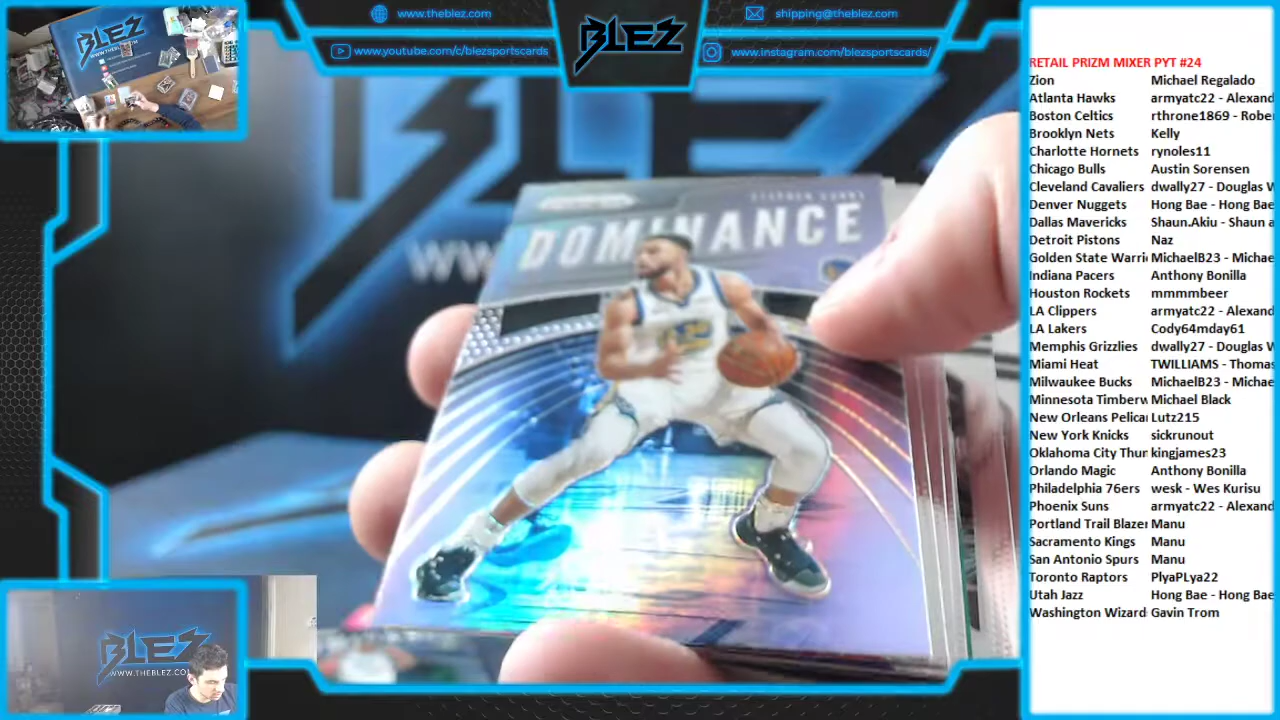 www.theblez.com
www.youtube.com/c/blezsportscards
BLEZ
shipping@theblez.com
www.instagram.com/blezsportscards/
BLEZ
STEPHEN CURRY
DOMINANCE
BLEZ
WWW.THEBLEZ.COM
RETAIL PRIZM MIXER PYT #24
Zion Michael Regalado
Atlanta Hawks armyatc22 - Alexand
Boston Celtics rthrone1869 - Robe
Brooklyn Nets Kelly
Charlotte Hornets rynoles11
Chicago Bulls Austin Sorensen
Cleveland Cavaliers dwally27 - Douglas W
Denver Nuggets Hong Bae - Hong Bae
Dallas Mavericks Shaun.Akiu - Shaun a
Detroit Pistons Naz
Golden State Warri MichaelB23 - Michae
Indiana Pacers Anthony Bonilla
Houston Rockets mmmmbeer
LA Clippers armyatc22 - Alexand
LA Lakers Cody64mday61
Memphis Grizzlies dwally27 - Douglas W
Miami Heat TWILLIAMS - Thomas
Milwaukee Bucks MichaelB23 - Michae
Minnesota Timberw Michael Black
New Orleans Pelica Lutz215
New York Knicks sickrunout
Oklahoma City Thun kingjames23
Orlando Magic Anthony Bonilla
Philadelphia 76ers wesk - Wes Kurisu
Phoenix Suns armyatc22 - Alexand
Portland Trail Blazer Manu
Sacramento Kings Manu
San Antonio Spurs Manu
Toronto Raptors PlyaPLya22
Utah Jazz Hong Bae - Hong Bae
Washington Wizard Gavin Trom